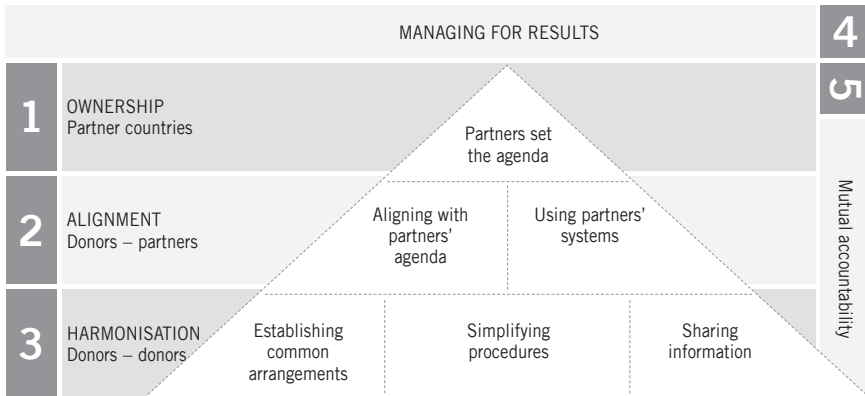 MANAGING FOR RESULTS
4
5
Mutual accountability
1
OWNERSHIP
Partner countries
Partners set
the agenda
2
ALIGNMENT
Donors – partners
Aligning with
partners'
agenda
Using partners'
systems
3
HARMONISATION
Donors – donors
Establishing
common
arrangements
Simplifying
procedures
Sharing
information